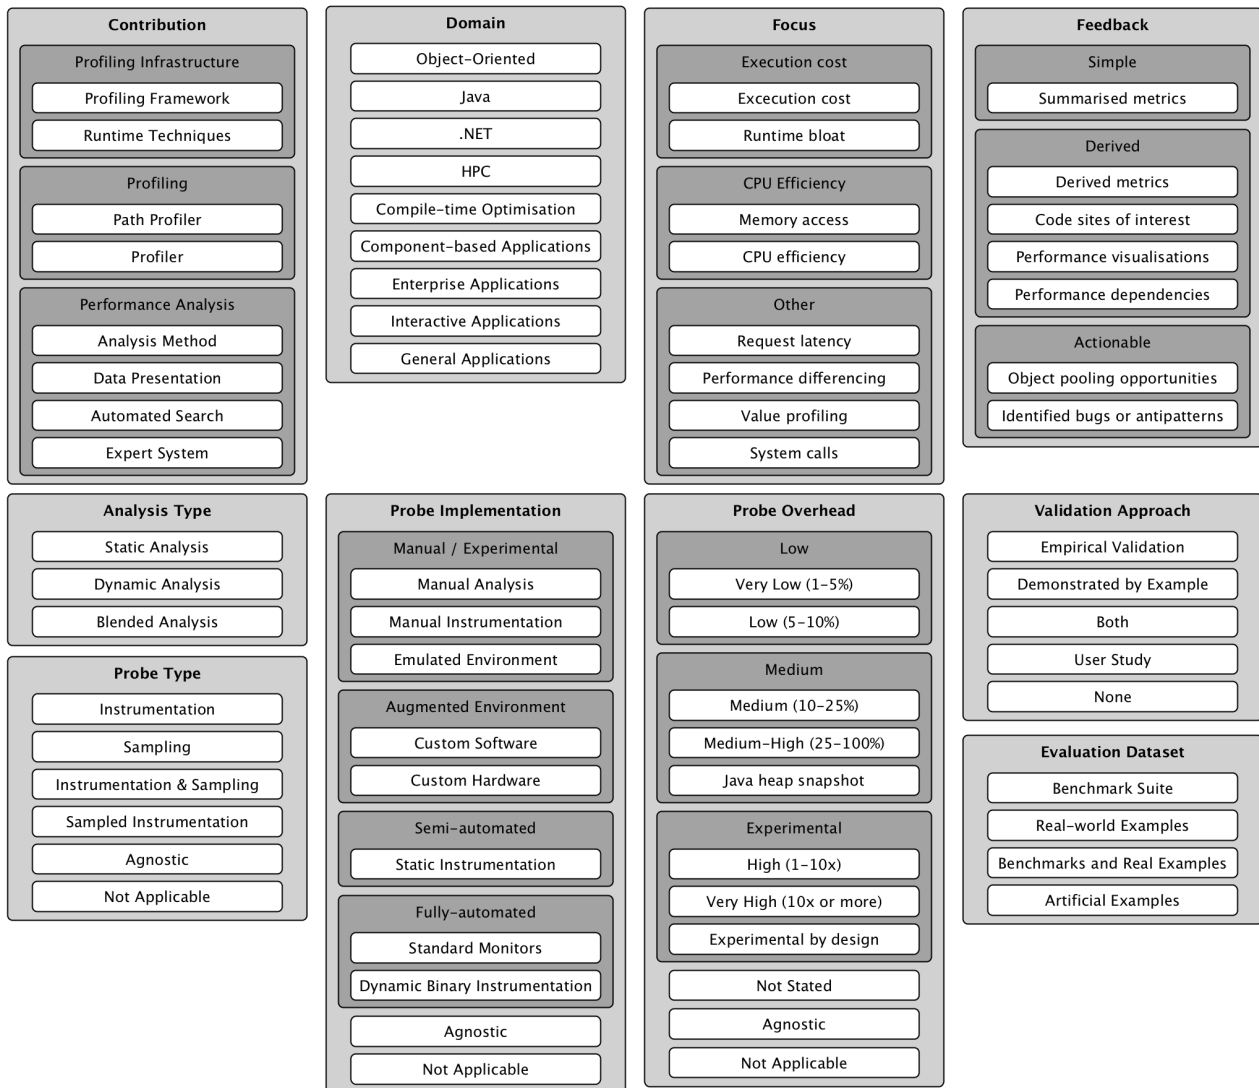 Contribution
Profiling Infrastructure
Profiling Framework
Runtime Techniques
Profiling
Path Profiler
Profiler
Performance Analysis
Analysis Method
Data Presentation
Automated Search
Expert System
Domain
Object-Oriented
Java
.NET
HPC
Compile-time Optimisation
Component-based Applications
Enterprise Applications
Interactive Applications
General Applications
Focus
Execution cost
Excecution cost
Runtime bloat
CPU Efficiency
Memory access
CPU efficiency
Other
Request latency
Performance differencing
Value profiling
System calls
Feedback
Simple
Summarised metrics
Derived
Derived metrics
Code sites of interest
Performance visualisations
Performance dependencies
Actionable
Object pooling opportunities
Identified bugs or antipatterns
Analysis Type
Static Analysis
Dynamic Analysis
Blended Analysis
Probe Type
Instrumentation
Sampling
Instrumentation & Sampling
Sampled Instrumentation
Agnostic
Not Applicable
Probe Implementation
Manual / Experimental
Manual Analysis
Manual Instrumentation
Emulated Environment
Augmented Environment
Custom Software
Custom Hardware
Semi-automated
Static Instrumentation
Fully-automated
Standard Monitors
Dynamic Binary Instrumentation
Agnostic
Not Applicable
Probe Overhead
Low
Very Low (1-5%)
Low (5-10%)
Medium
Medium (10-25%)
Medium-High (25-100%)
Java heap snapshot
Experimental
High (1-10x)
Very High (10x or more)
Experimental by design
Not Stated
Agnostic
Not Applicable
Validation Approach
Empirical Validation
Demonstrated by Example
Both
User Study
None
Evaluation Dataset
Benchmark Suite
Real-world Examples
Benchmarks and Real Examples
Artificial Examples